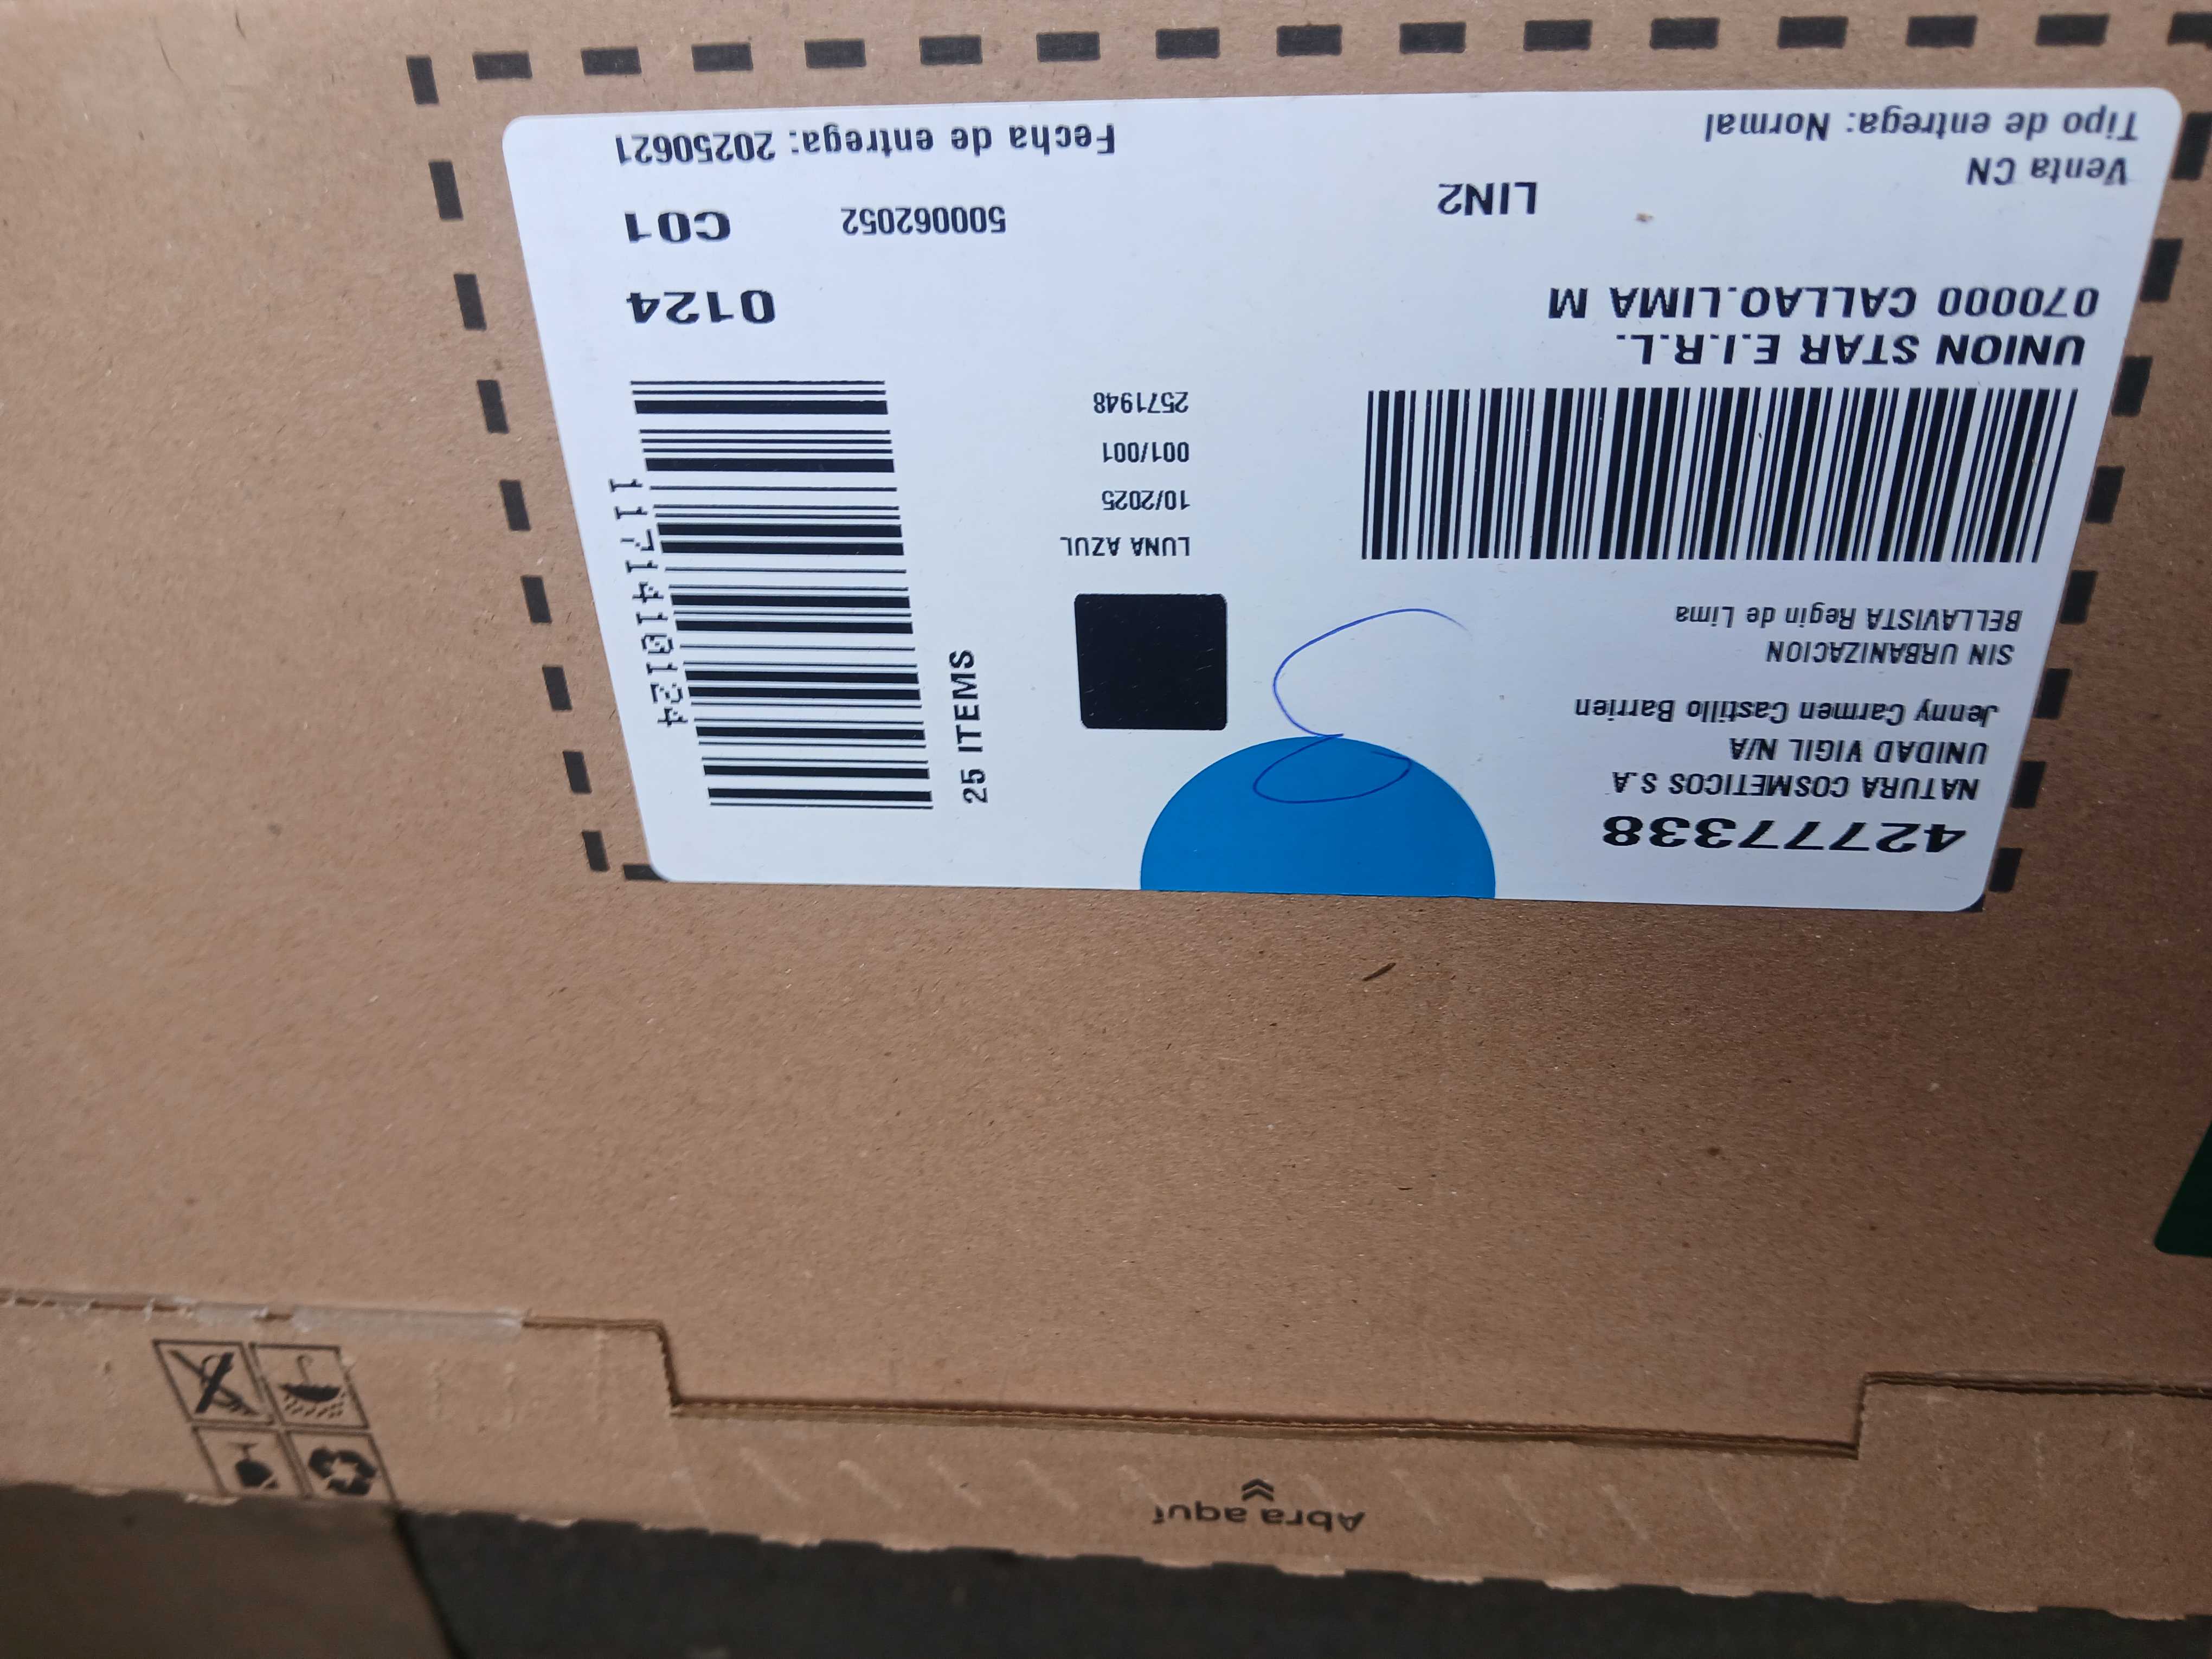 42777338
NATURA COSMETICOS S.A
UNIDAD VIGIL N/A
Jenny Carmen Castillo Barrien
SIN URBANIZACION
BELLAVISTA Regin de Lima
UNION STAR E.I.R.L.
070000 CALLAO.LIMA M
LIN2
Venta CN
Tipo de entrega: Normal
LUNA AZUL
10/2025
001/001
2571948
25 ITEMS
1171410124
0124
500062052
C01
Fecha de entrega: 20250621
Abra aquí